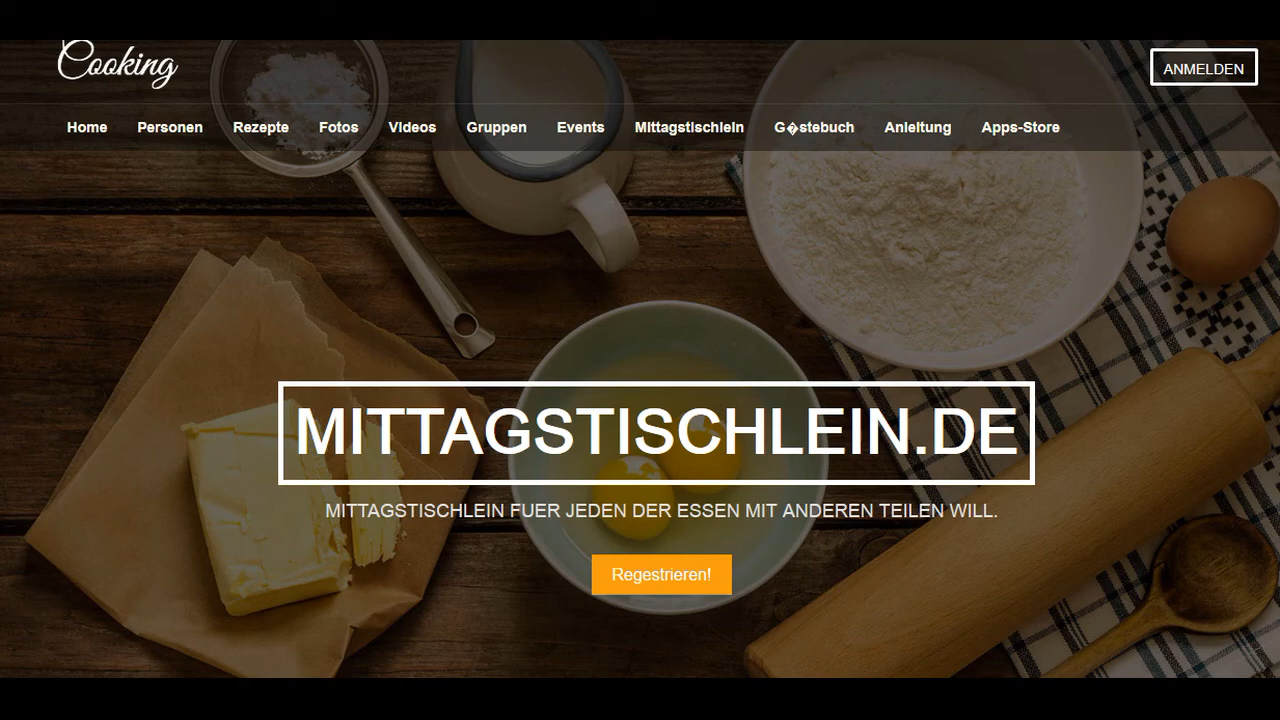 Cooking
ANMELDEN
Home Personen Rezepte Fotos Videos Gruppen Events Mittagstischlein G�stebuch Anleitung Apps-Store
MITTAGSTISCHLEIN.DE
MITTAGSTISCHLEIN FUER JEDEN DER ESSEN MIT ANDEREN TEILEN WILL.
Regestrieren!